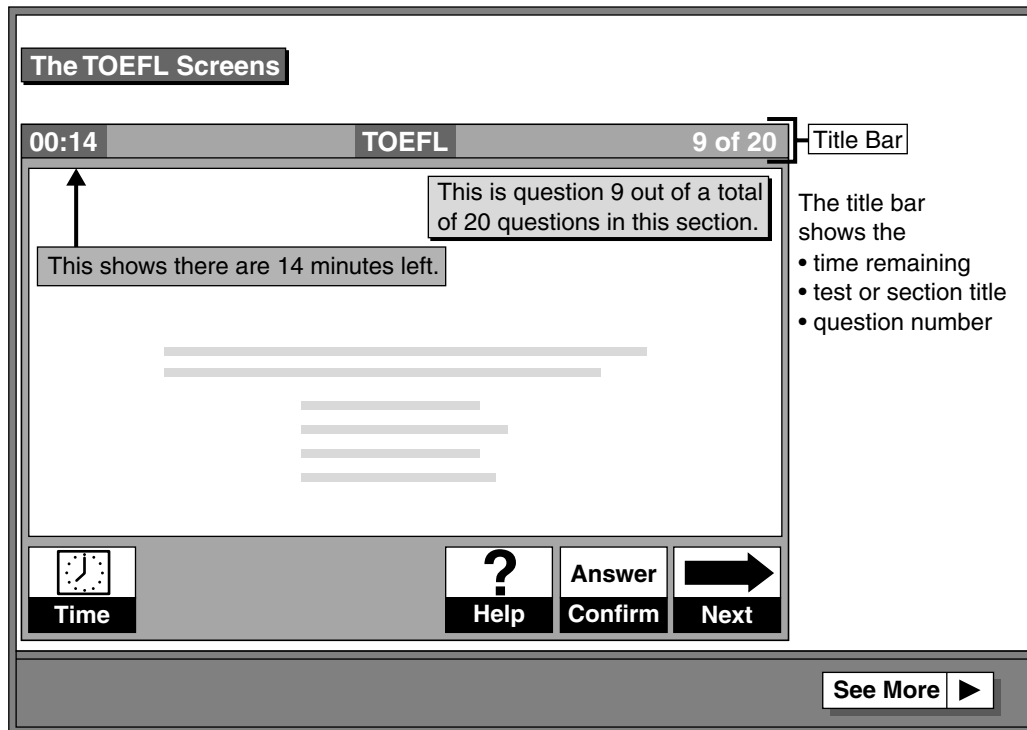 The TOEFL Screens
00:14 TOEFL 9 of 20
Title Bar
This is question 9 out of a total
of 20 questions in this section.
This shows there are 14 minutes left.
The title bar
shows the
• time remaining
• test or section title
• question number
Time
?
Help
Answer
Confirm
Next
See More